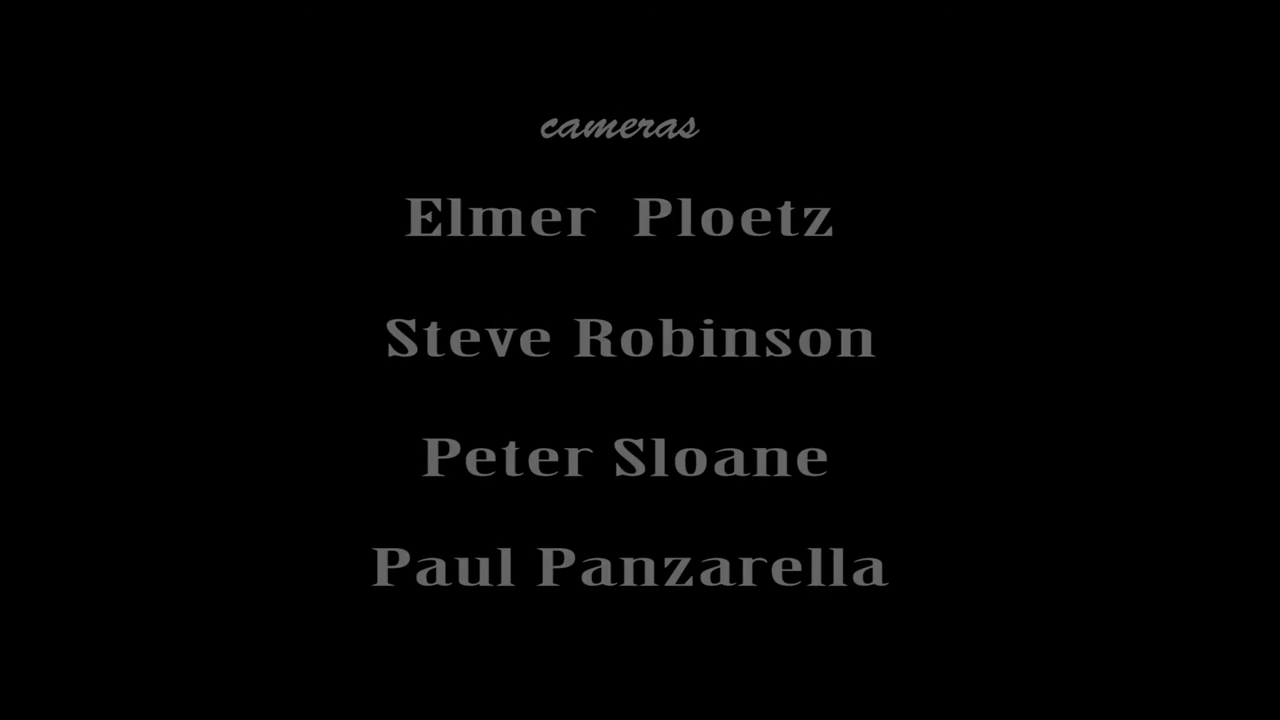 cameras
Elmer Ploetz
Steve Robinson
Peter Sloane
Paul Panzarella